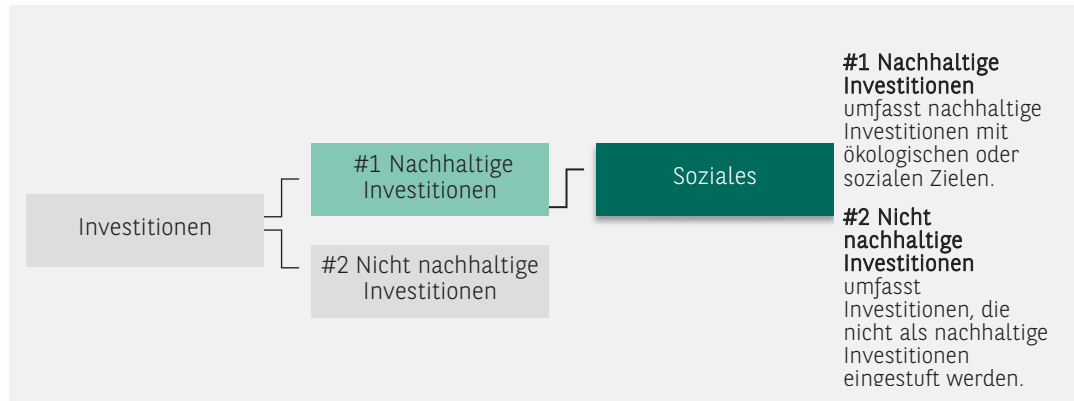 Investitionen
#1 Nachhaltige
Investitionen
#2 Nicht nachhaltige
Investitionen
Soziales
#1 Nachhaltige
Investitionen
umfasst nachhaltige
Investitionen mit
ökologischen oder
sozialen Zielen.
#2 Nicht
nachhaltige
Investitionen
umfasst
Investitionen, die
nicht als nachhaltige
Investitionen
eingestuft werden.